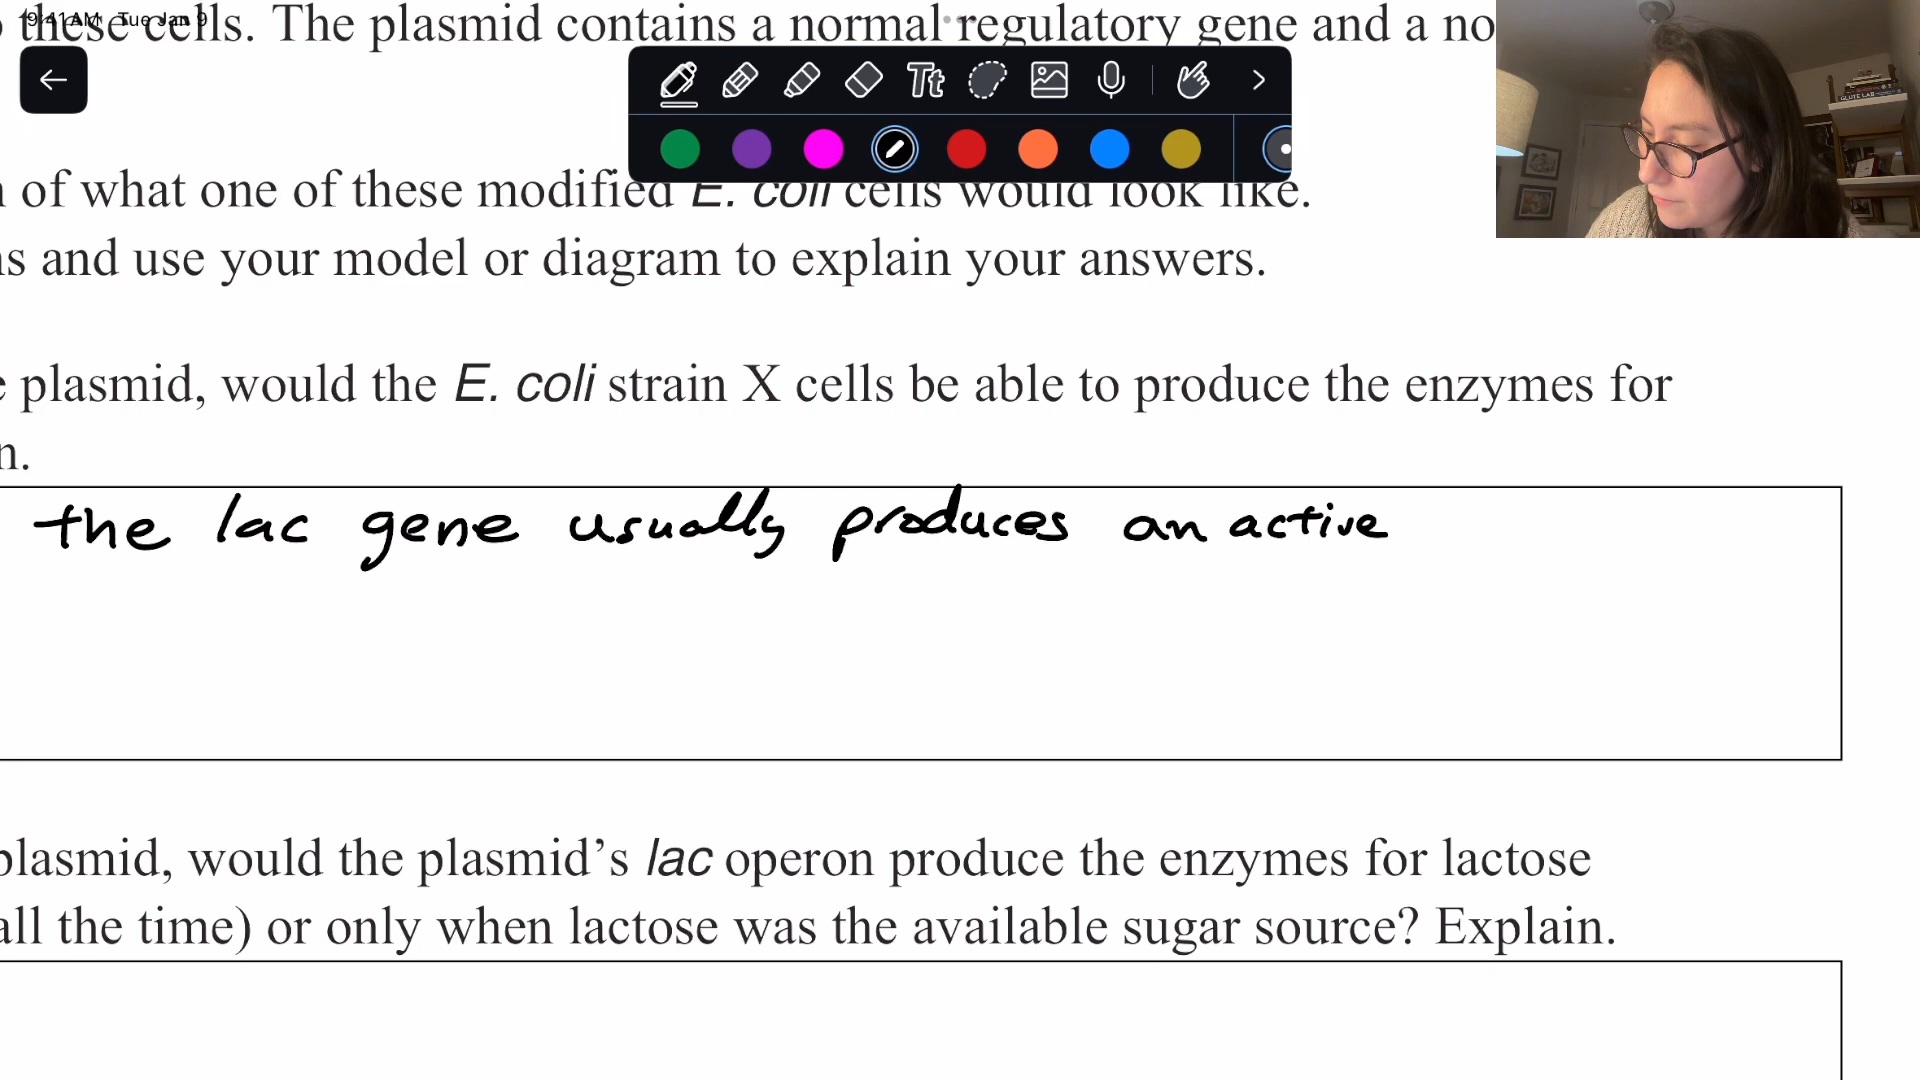 these cells. The plasmid contains a normal regulatory gene and a no
9:41 AM Tue Jan 9
Tt
GLUTE LAB
of what one of these modified E. coli cells would look like.
s and use your model or diagram to explain your answers.
plasmid, would the E. coli strain X cells be able to produce the enzymes for
n.
the lac gene usually produces an active
plasmid, would the plasmid’s lac operon produce the enzymes for lactose
all the time) or only when lactose was the available sugar source? Explain.